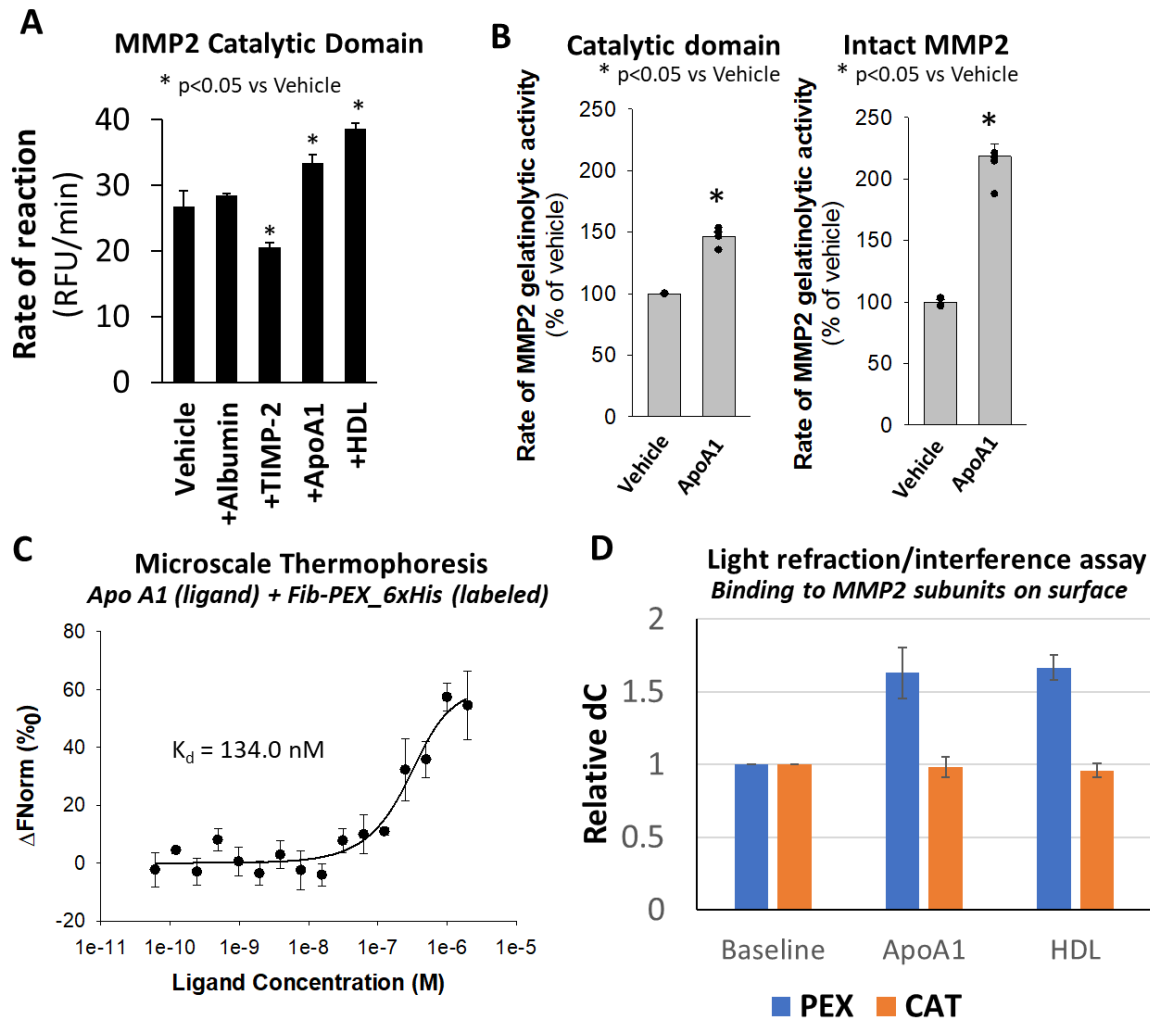 A
MMP2 Catalytic Domain
* p<0.05 vs Vehicle
Rate of reaction
(RFU/min)
40
30
20
10
0
*
*
*
Vehicle
+Albumin
+TIMP-2
+ApoA1
+HDL
B
Catalytic domain
* p<0.05 vs Vehicle
Rate of MMP2 gelatinolytic activity
(% of vehicle)
250
200
150
100
50
0
*
Vehicle
ApoA1
Intact MMP2
* p<0.05 vs Vehicle
Rate of MMP2 gelatinolytic activity
(% of vehicle)
250
200
150
100
50
0
*
Vehicle
ApoA1
C
Microscale Thermophoresis
Apo A1 (ligand) + Fib-PEX_6xHis (labeled)
ΔFNorm (‰)
80
60
40
20
0
-20
Kd = 134.0 nM
1e-11 1e-10 1e-9 1e-8 1e-7 1e-6 1e-5
Ligand Concentration (M)
D
Light refraction/interference assay
Binding to MMP2 subunits on surface
Relative dC
2
1.5
1
0.5
0
Baseline ApoA1 HDL
PEX CAT